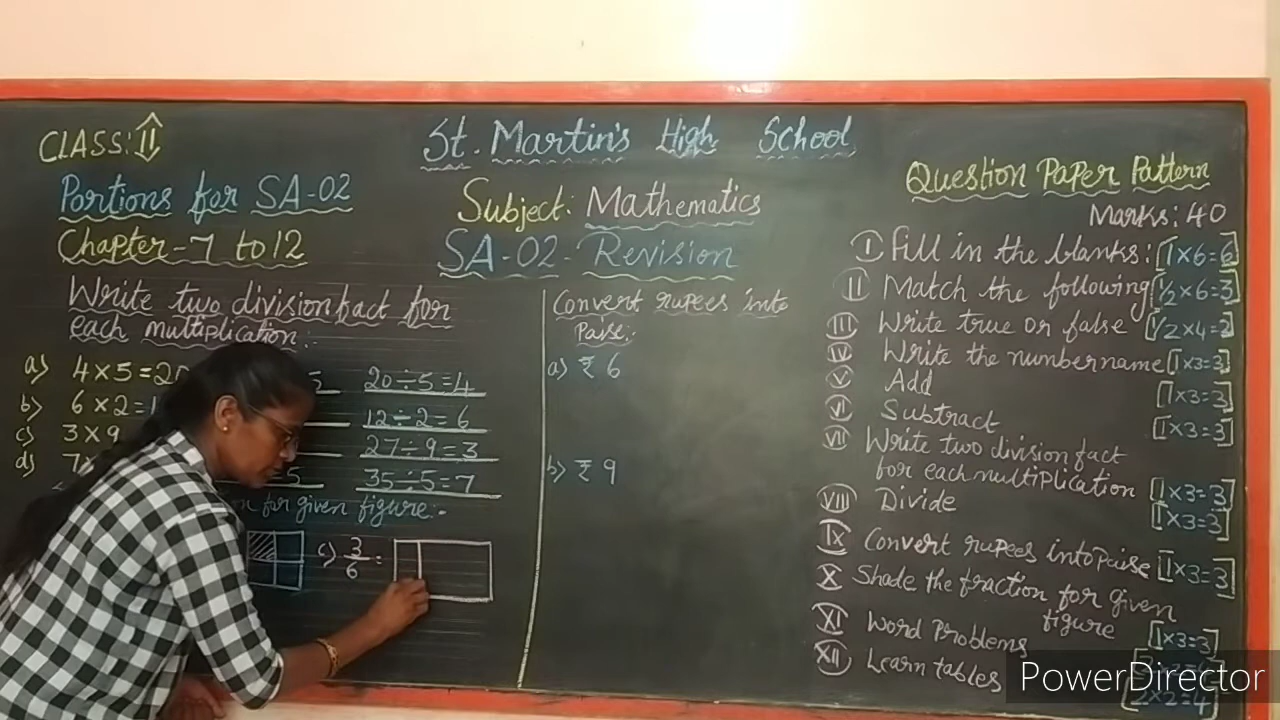 CLASS: II
St. Martin's High School
Portions for SA-02
Chapter-7 to 12
Subject: Mathematics
SA-02-Revision
Write two division fact for
each multiplication:.
a) 4×5=20 20÷5=4
b) 6×2=1 12÷2=6
c) 3×9 27÷9=3
d) 7× =5 35÷5=7
for given figure:-
c) 3/6 =
Convert rupees into
Paise:.
a) ₹ 6
b) ₹ 9
Question Paper Pattern
Marks: 40
I Fill in the blanks: [1×6=6]
II Match the following [1/2×6=3]
III Write true or false [1/2×4=2]
IV Write the number name [1×3=3]
V Add [1×3=3]
VI Subtract [1×3=3]
VII Write two division fact
for each multiplication [1×3=3]
VIII Divide [1×3=3]
IX Convert rupees into Paise [1×3=3]
X Shade the fraction for given
figure [1×3=3]
XI Word Problems
XII Learn tables [2×2=4]
PowerDirector